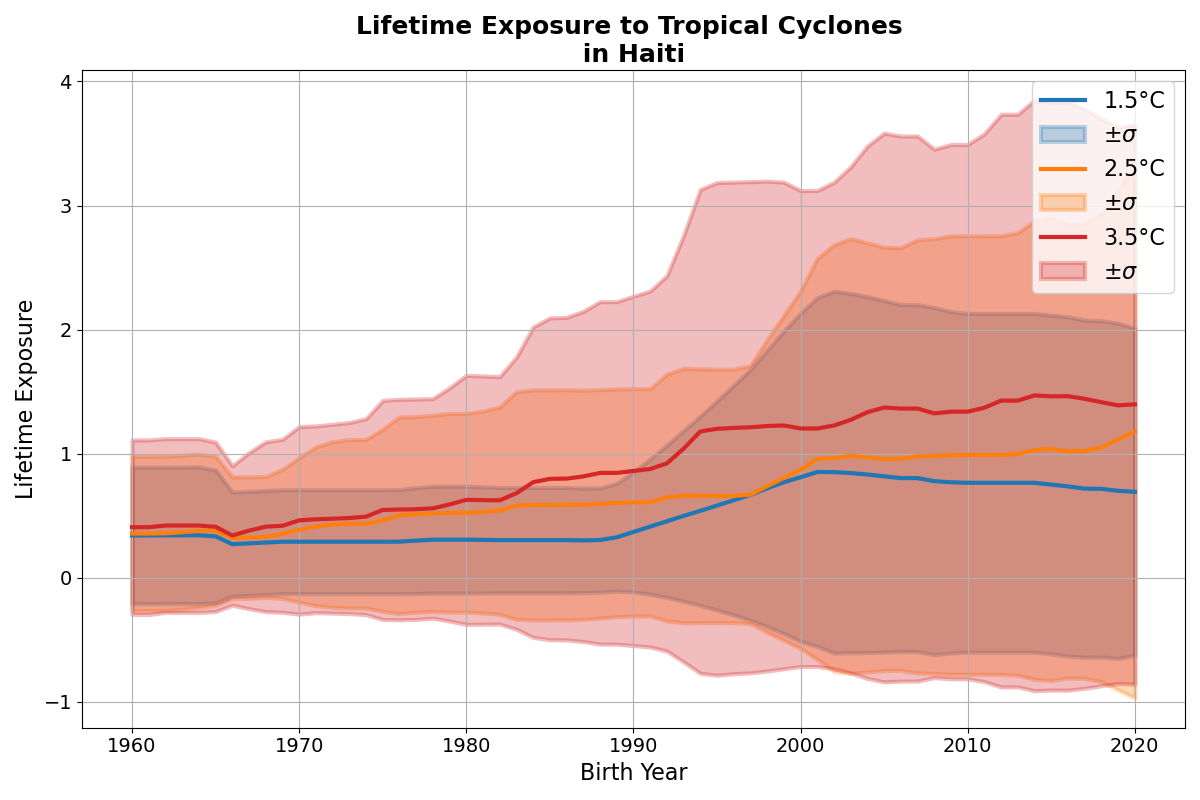 Lifetime Exposure to Tropical Cyclones
in Haiti
4
3
2
1
0
−1
Lifetime Exposure
1960
1970
1980
1990
2000
2010
2020
Birth Year
1.5°C
±σ
2.5°C
±σ
3.5°C
±σ